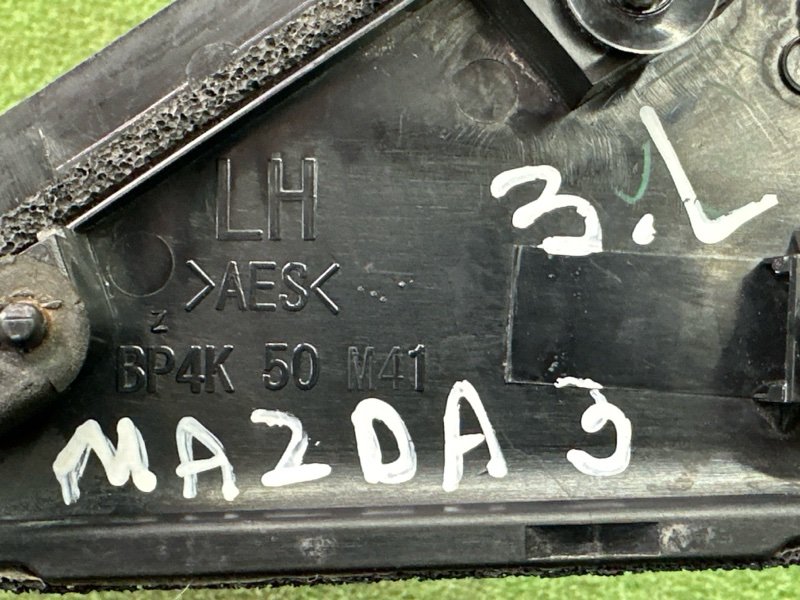 LH
3.L
>AES<
z
BP4K 50 M41
MAZDA 3